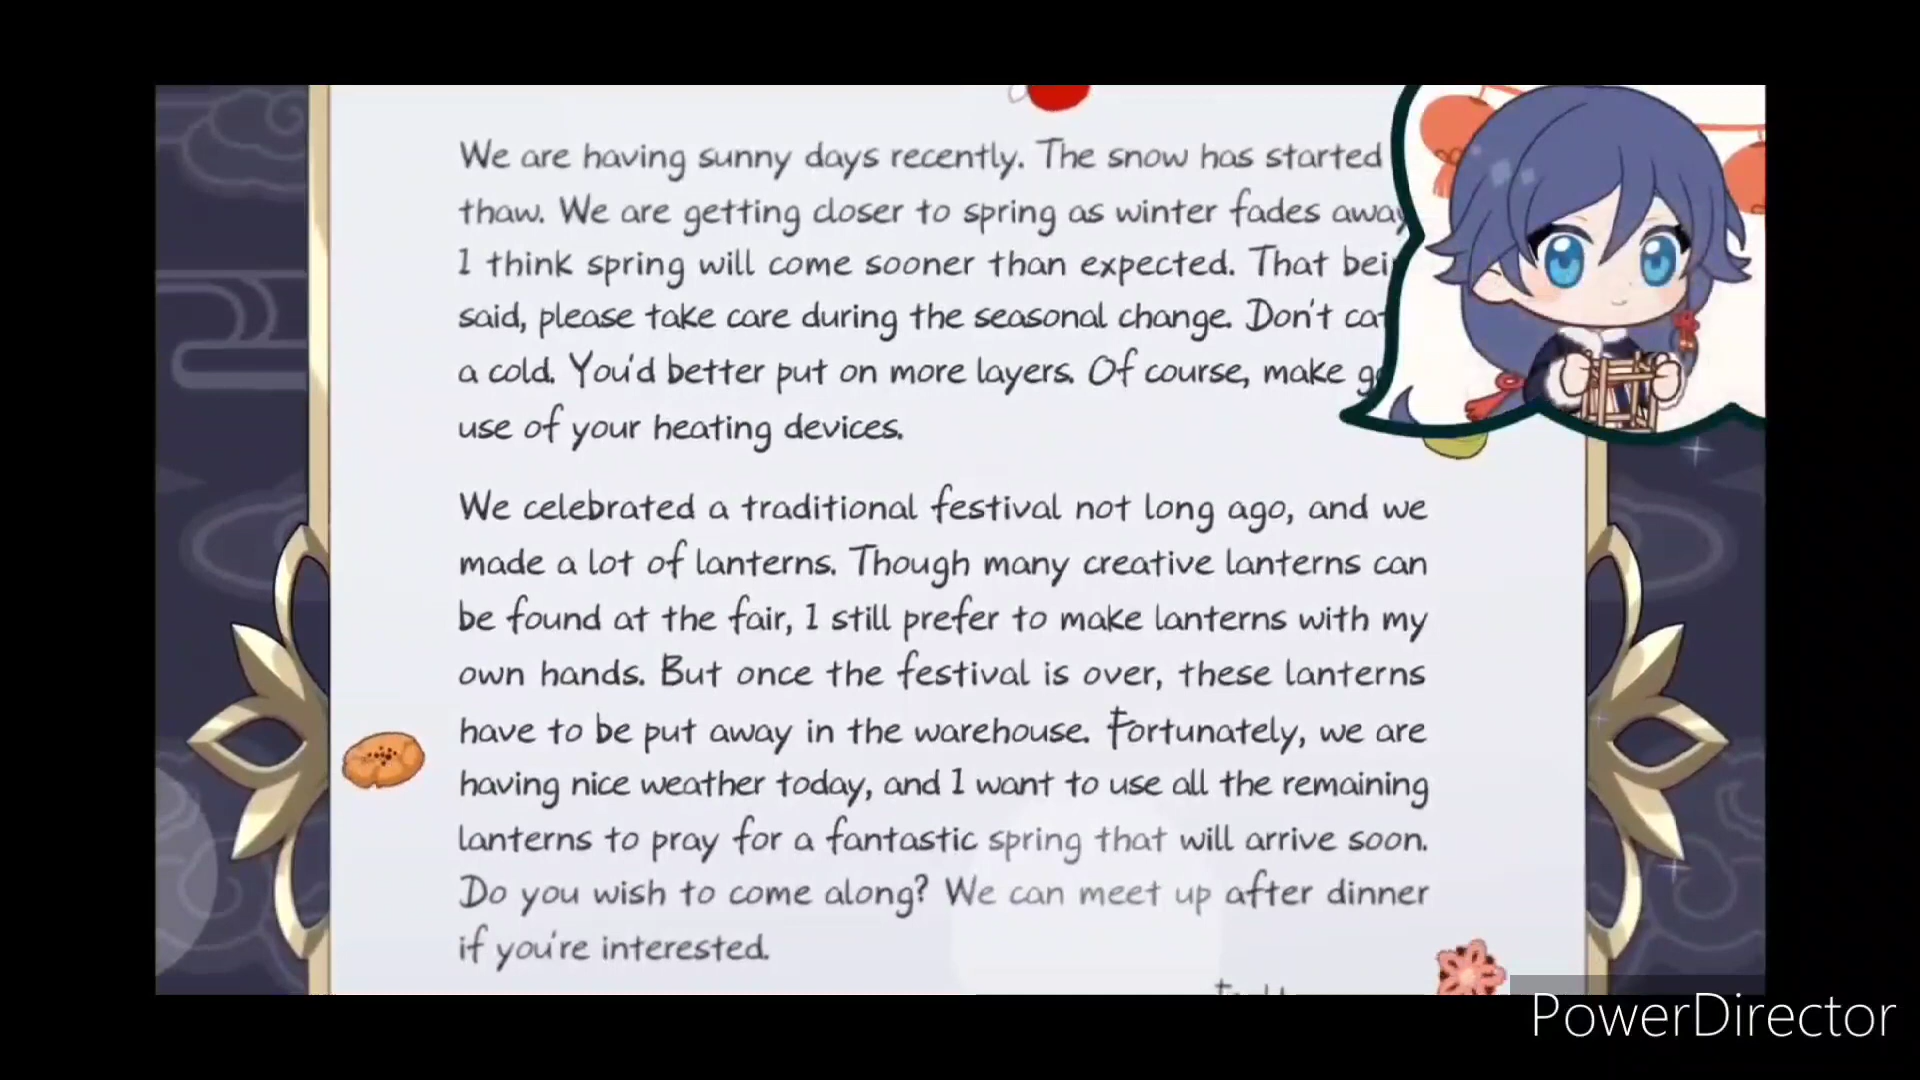 We are having sunny days recently. The snow has started
thaw. We are getting closer to spring as winter fades away
I think spring will come sooner than expected. That
said, please take care during the seasonal change. Don't
a cold. You'd better put on more layers. Of course, make
use of your heating devices.
We celebrated a traditional festival not long ago, and we
made a lot of lanterns. Though many creative lanterns can
be found at the fair, I still prefer to make lanterns with my
own hands. But once the festival is over, these lanterns
have to be put away in the warehouse. Fortunately, we are
having nice weather today, and I want to use all the remaining
lanterns to pray for a fantastic spring that will arrive soon.
Do you wish to come along? We can meet up after dinner
if you're interested.
PowerDirector